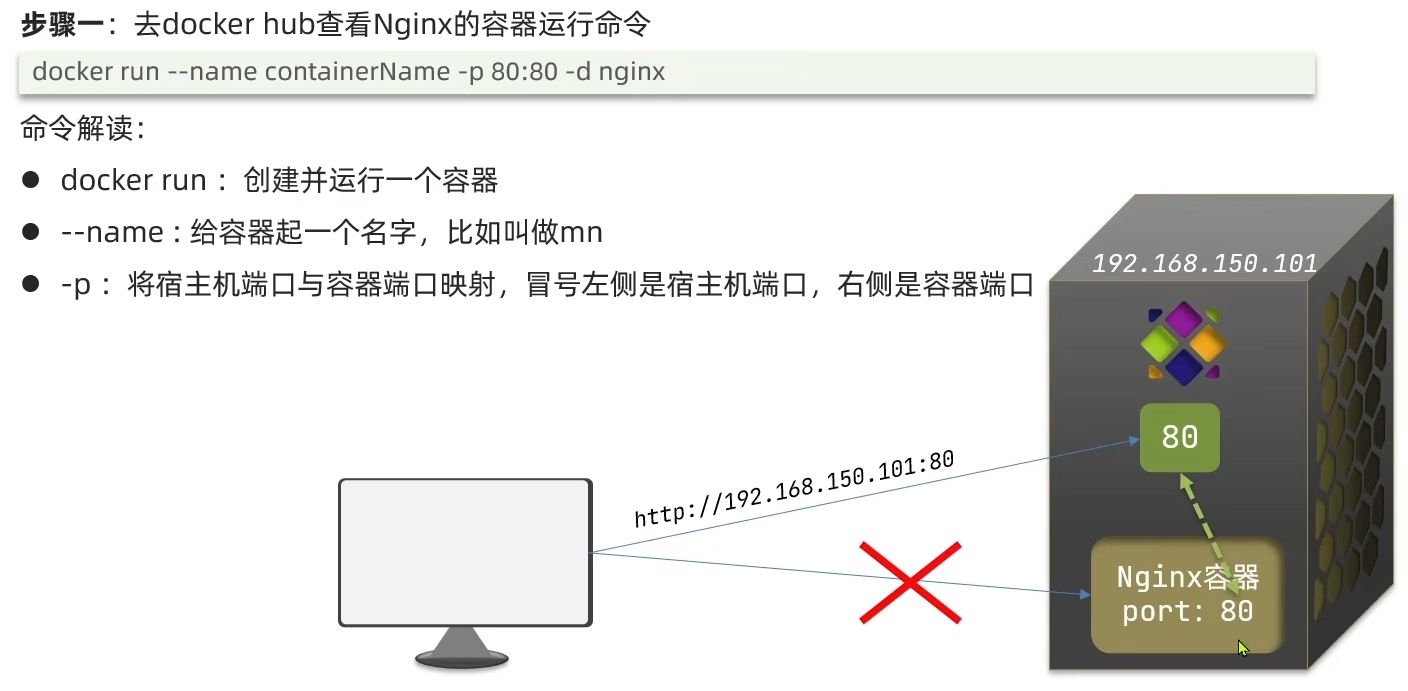 步骤一：去docker hub查看Nginx的容器运行命令
docker run --name containerName -p 80:80 -d nginx
命令解读：
● docker run ：创建并运行一个容器
● --name : 给容器起一个名字，比如叫做mn
● -p ：将宿主机端口与容器端口映射，冒号左侧是宿主机端口，右侧是容器端口
192.168.150.101
80
http://192.168.150.101:80
Nginx容器
port: 80